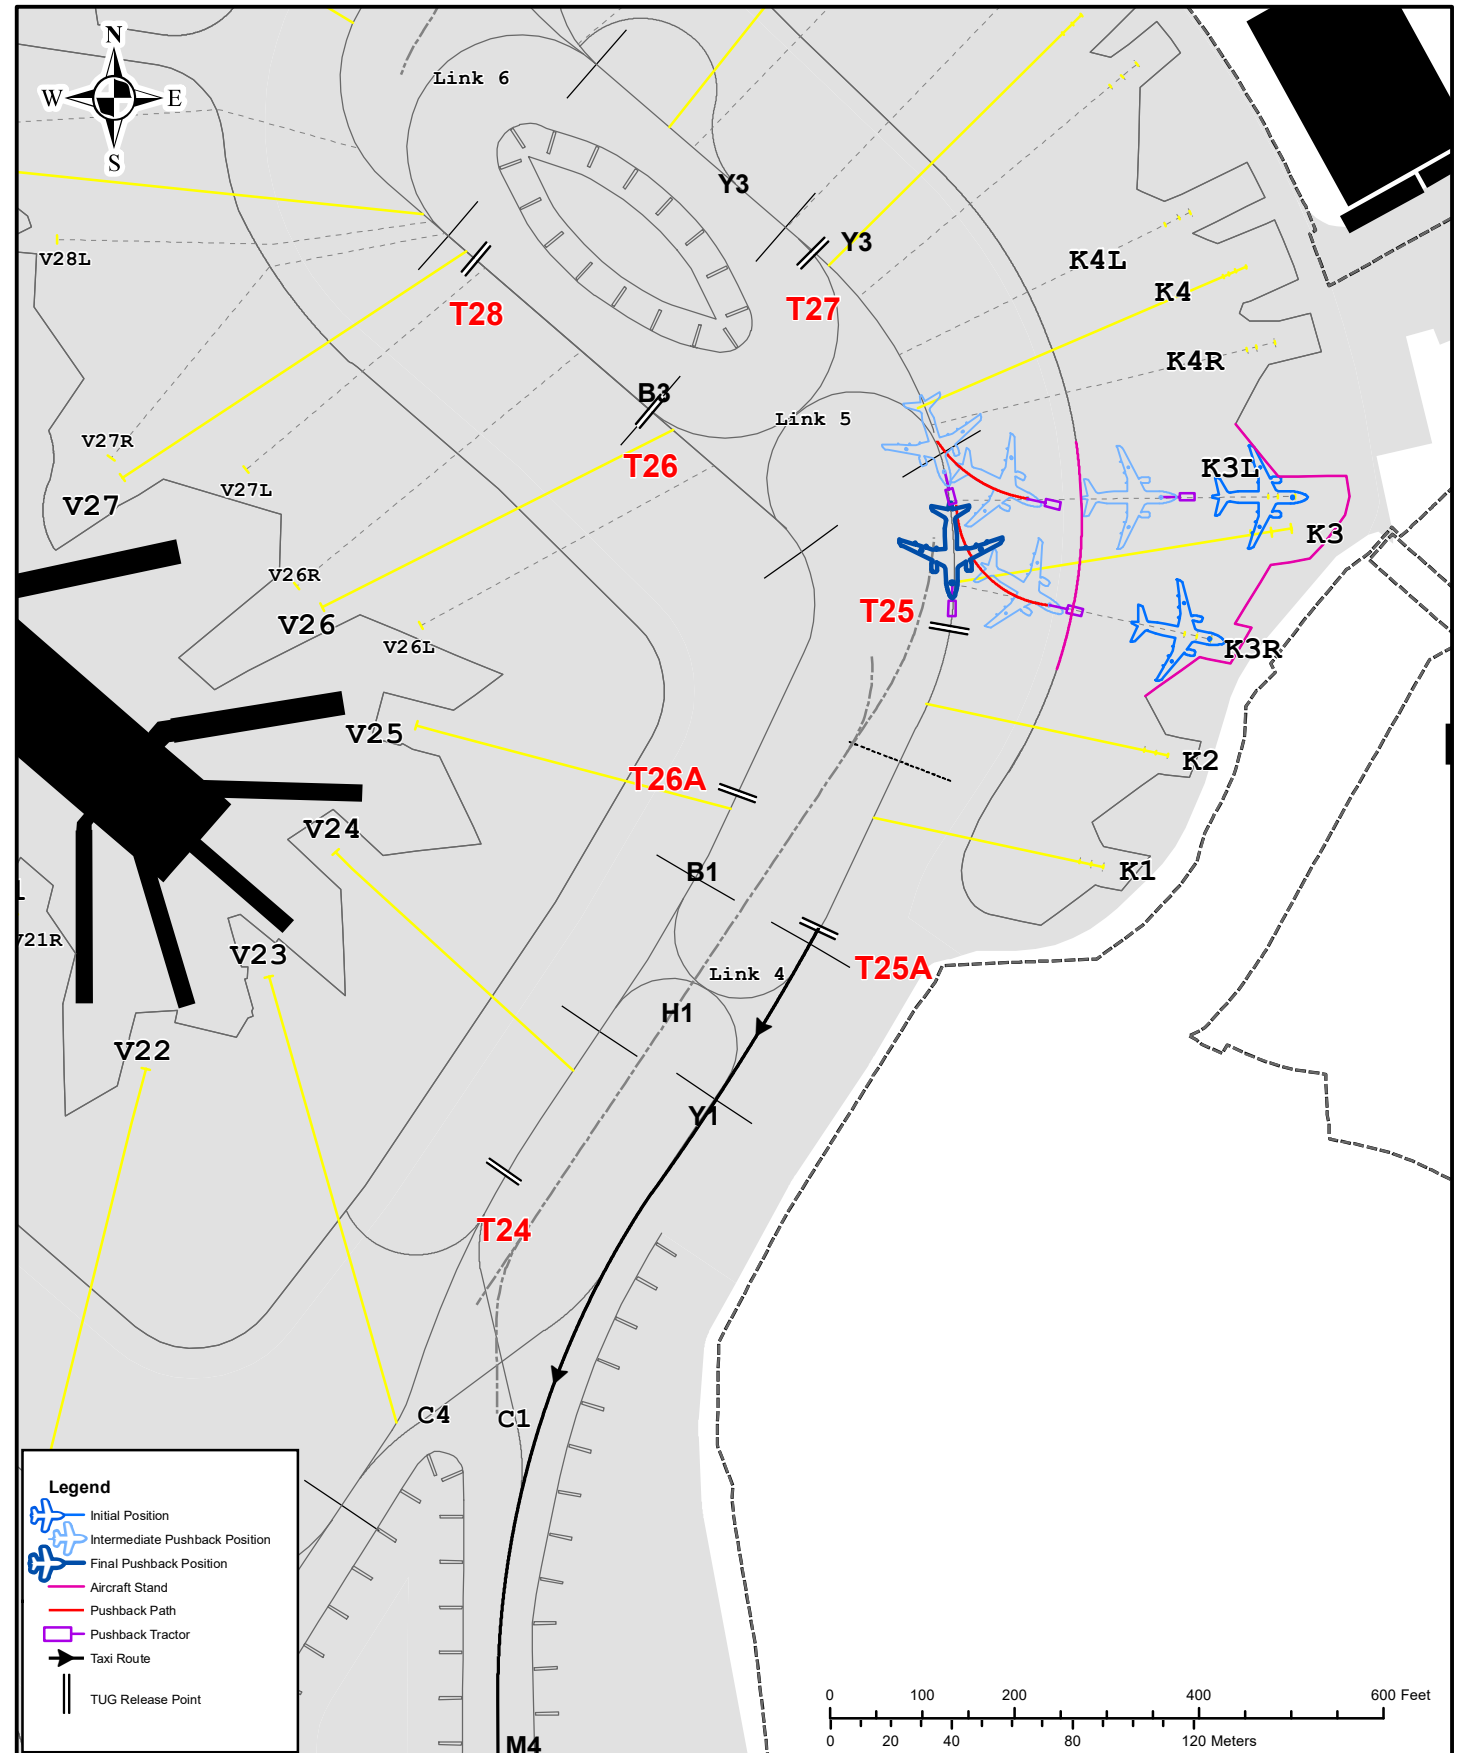 N
Link 6
W
E
S
Y3
Y3
K4L
V28L
K4
T28
T27
K4R
B3
Link 5
V27R
T26
K3L
V27
V27L
K3
V26R
T25
V26
V26L
K3R
V25
K2
T26A
V24
B1
K1
V21R
V23
T25A
Link 4
H1
V22
Y1
T24
C4
C1
Legend
Initial Position
Intermediate Pushback Position
Final Pushback Position
Aircraft Stand
Pushback Path
Pushback Tractor
Taxi Route
TUG Release Point
0 100 200 400 600 Feet
0 20 40 80 120 Meters
M4